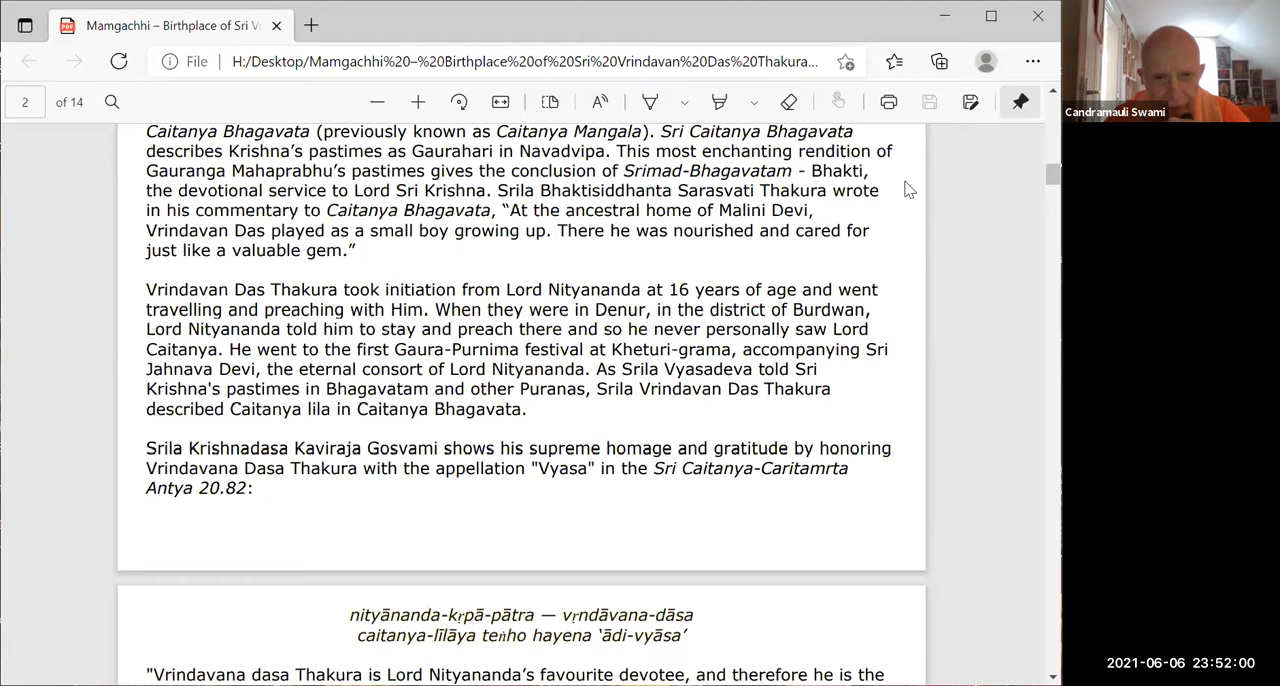 Mamgachhi – Birthplace of Sri V
File
H:/Desktop/Mamgachhi%20–%20Birthplace%20of%20Sri%20Vrindavan%20Das%20Thakura...
2 of 14
Candramauli Swami
Caitanya Bhagavata (previously known as Caitanya Mangala). Sri Caitanya Bhagavata
describes Krishna’s pastimes as Gaurahari in Navadvipa. This most enchanting rendition of
Gauranga Mahaprabhu’s pastimes gives the conclusion of Srimad-Bhagavatam - Bhakti,
the devotional service to Lord Sri Krishna. Srila Bhaktisiddhanta Sarasvati Thakura wrote
in his commentary to Caitanya Bhagavata, “At the ancestral home of Malini Devi,
Vrindavan Das played as a small boy growing up. There he was nourished and cared for
just like a valuable gem.”
Vrindavan Das Thakura took initiation from Lord Nityananda at 16 years of age and went
travelling and preaching with Him. When they were in Denur, in the district of Burdwan,
Lord Nityananda told him to stay and preach there and so he never personally saw Lord
Caitanya. He went to the first Gaura-Purnima festival at Kheturi-grama, accompanying Sri
Jahnava Devi, the eternal consort of Lord Nityananda. As Srila Vyasadeva told Sri
Krishna's pastimes in Bhagavatam and other Puranas, Srila Vrindavan Das Thakura
described Caitanya lila in Caitanya Bhagavata.
Srila Krishnadasa Kaviraja Gosvami shows his supreme homage and gratitude by honoring
Vrindavana Dasa Thakura with the appellation "Vyasa" in the Sri Caitanya-Caritamrta
Antya 20.82:
nityānanda-kṛpā-pātra — vṛndāvana-dāsa
caitanya-līlāya teṅho hayena ‘ādi-vyāsa’
"Vrindavana dasa Thakura is Lord Nityananda’s favourite devotee, and therefore he is the
2021-06-06 23:52:00